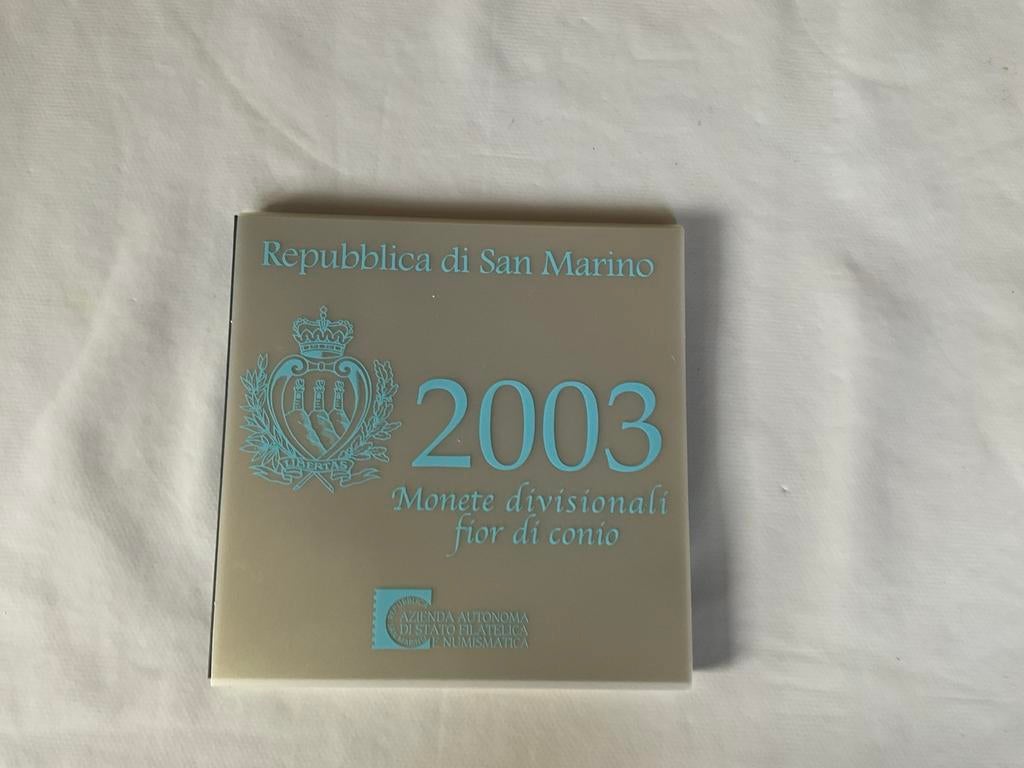 Repubblica di San Marino
LIBERTAS
2003
Monete divisionali
fior di conio
AZIENDA AUTONOMA
DI STATO FILATELICA
E NUMISMATICA